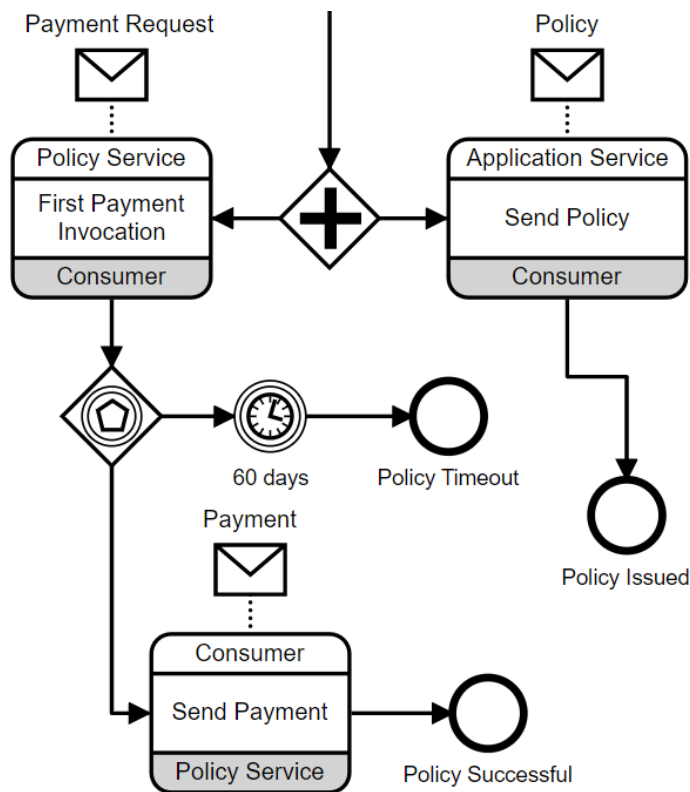 Payment Request
Policy
Policy Service
First Payment
Invocation
Consumer
Application Service
Send Policy
Consumer
60 days
Policy Timeout
Policy Issued
Payment
Consumer
Send Payment
Policy Service
Policy Successful